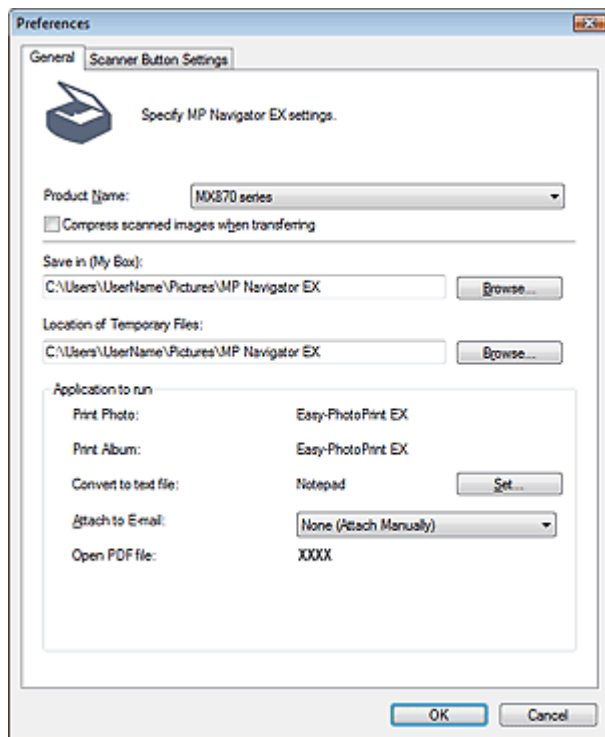 Preferences
General Scanner Button Settings
Specify MP Navigator EX settings.
Product Name: MX870 series
Compress scanned images when transferring
Save in (My Box):
C:\Users\UserName\Pictures\MP Navigator EX Browse...
Location of Temporary Files:
C:\Users\UserName\Pictures\MP Navigator EX Browse...
Application to run
Print Photo: Easy-PhotoPrint EX
Print Album: Easy-PhotoPrint EX
Convert to text file: Notepad Set...
Attach to E-mail: None (Attach Manually)
Open PDF file: XXXX
OK Cancel